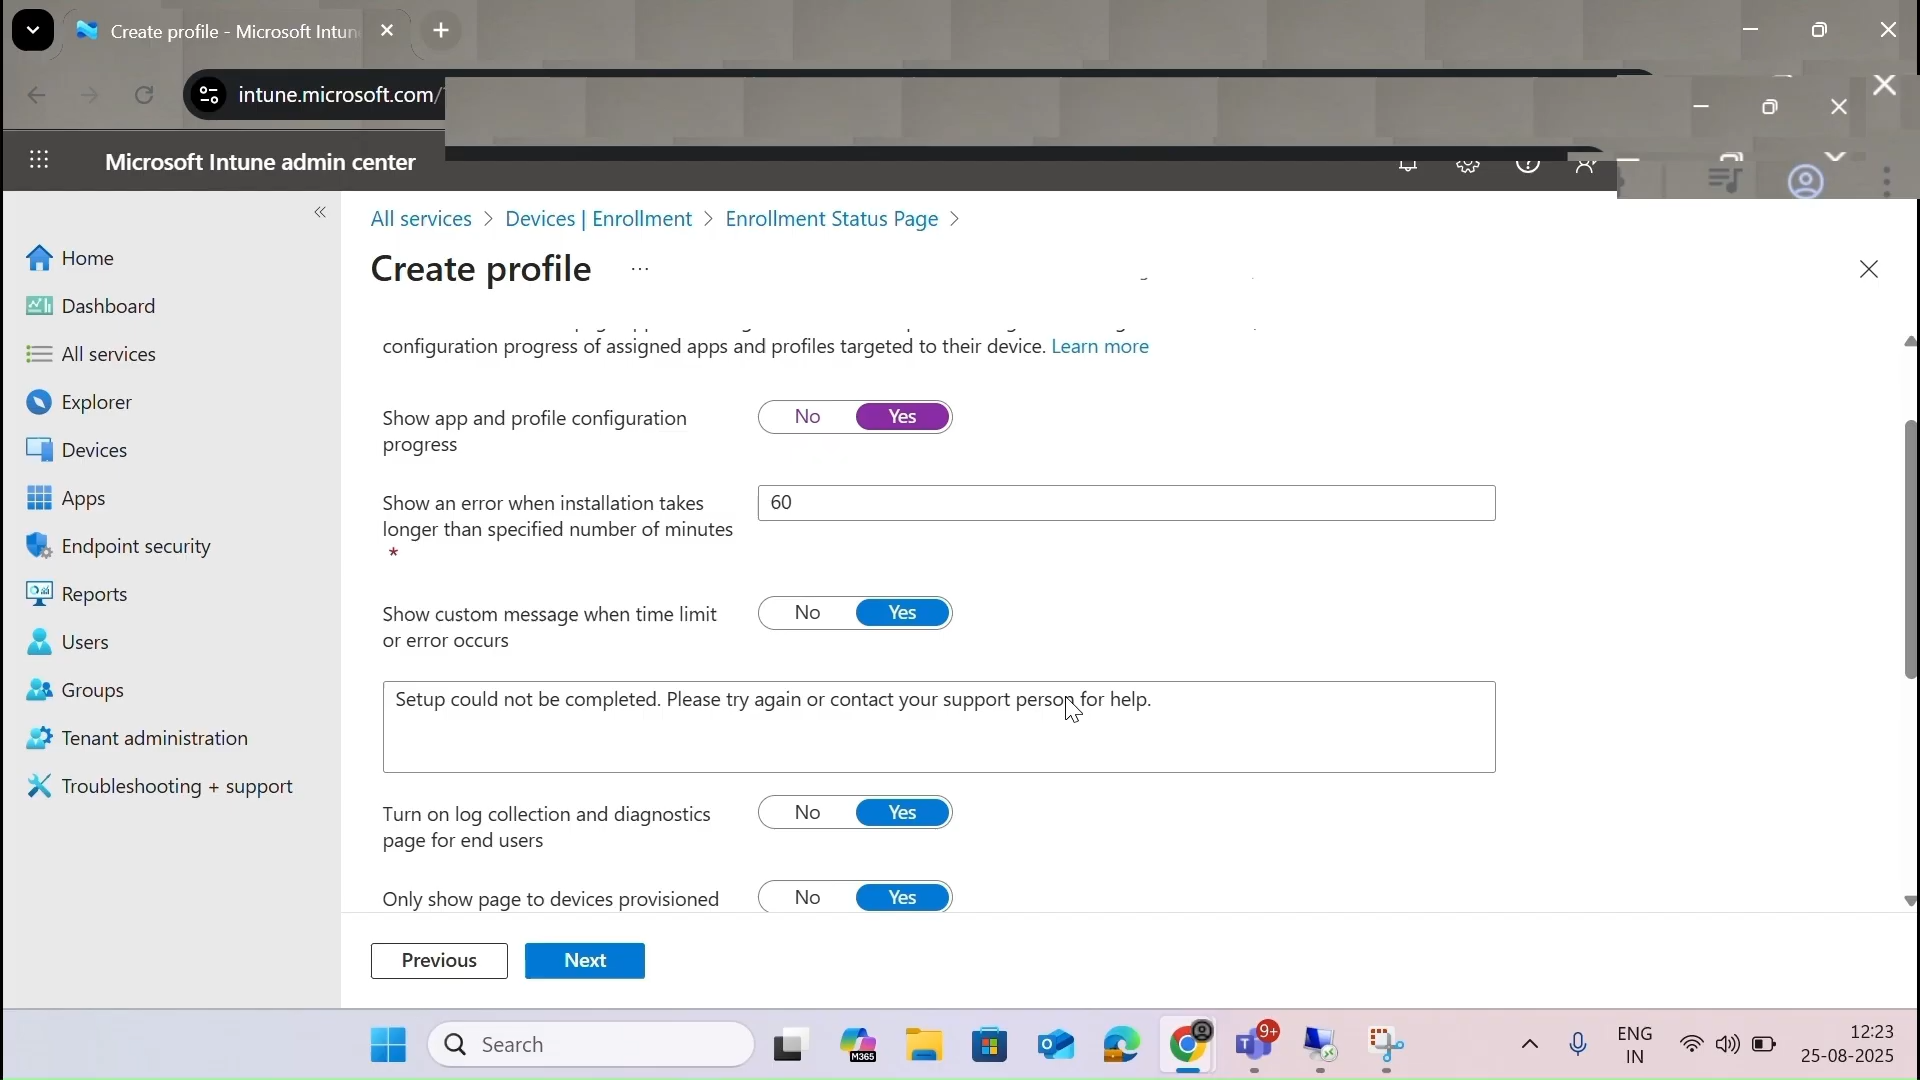 Create profile - Microsoft Intun
intune.microsoft.com/
Microsoft Intune admin center
All services > Devices | Enrollment > Enrollment Status Page >
Create profile ...
Home
Dashboard
All services
Explorer
Devices
Apps
Endpoint security
Reports
Users
Groups
Tenant administration
Troubleshooting + support
configuration progress of assigned apps and profiles targeted to their device. Learn more
Show app and profile configuration
progress
No Yes
Show an error when installation takes
longer than specified number of minutes
*
60
Show custom message when time limit
or error occurs
No Yes
Setup could not be completed. Please try again or contact your support person for help.
Turn on log collection and diagnostics
page for end users
No Yes
Only show page to devices provisioned
No Yes
Previous Next
Search
M365
9+
ENG
IN
12:23
25-08-2025